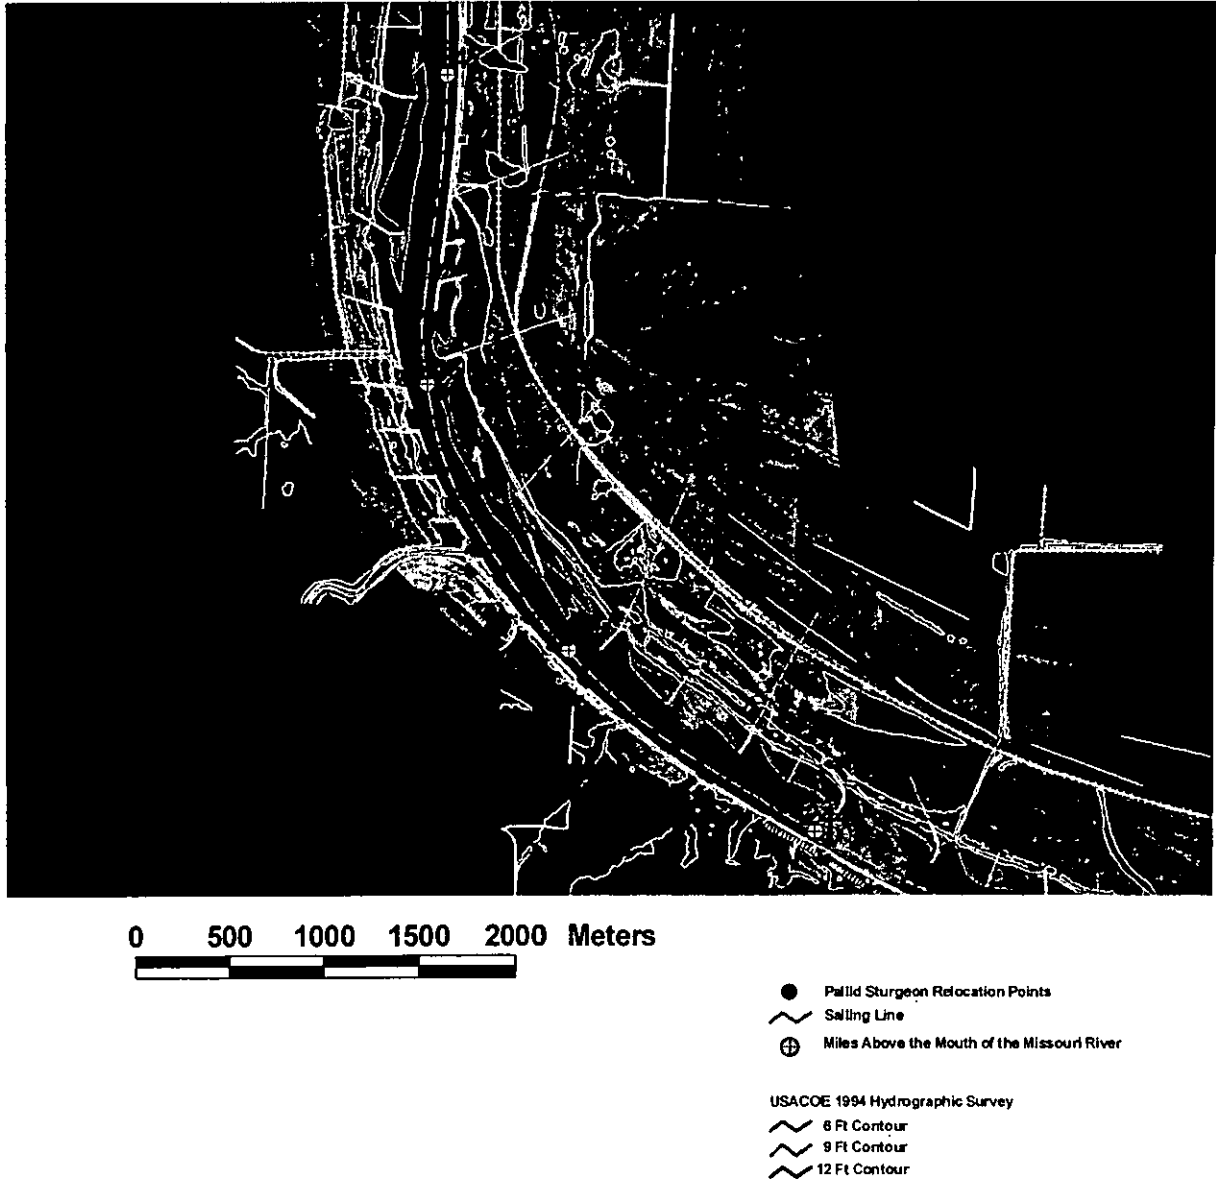 0 500 1000 1500 2000 Meters
Pallid Sturgeon Relocation Points
Sailing Line
Miles Above the Mouth of the Missouri River
USACOE 1994 Hydrographic Survey
6 Ft Contour
9 Ft Contour
12 Ft Contour